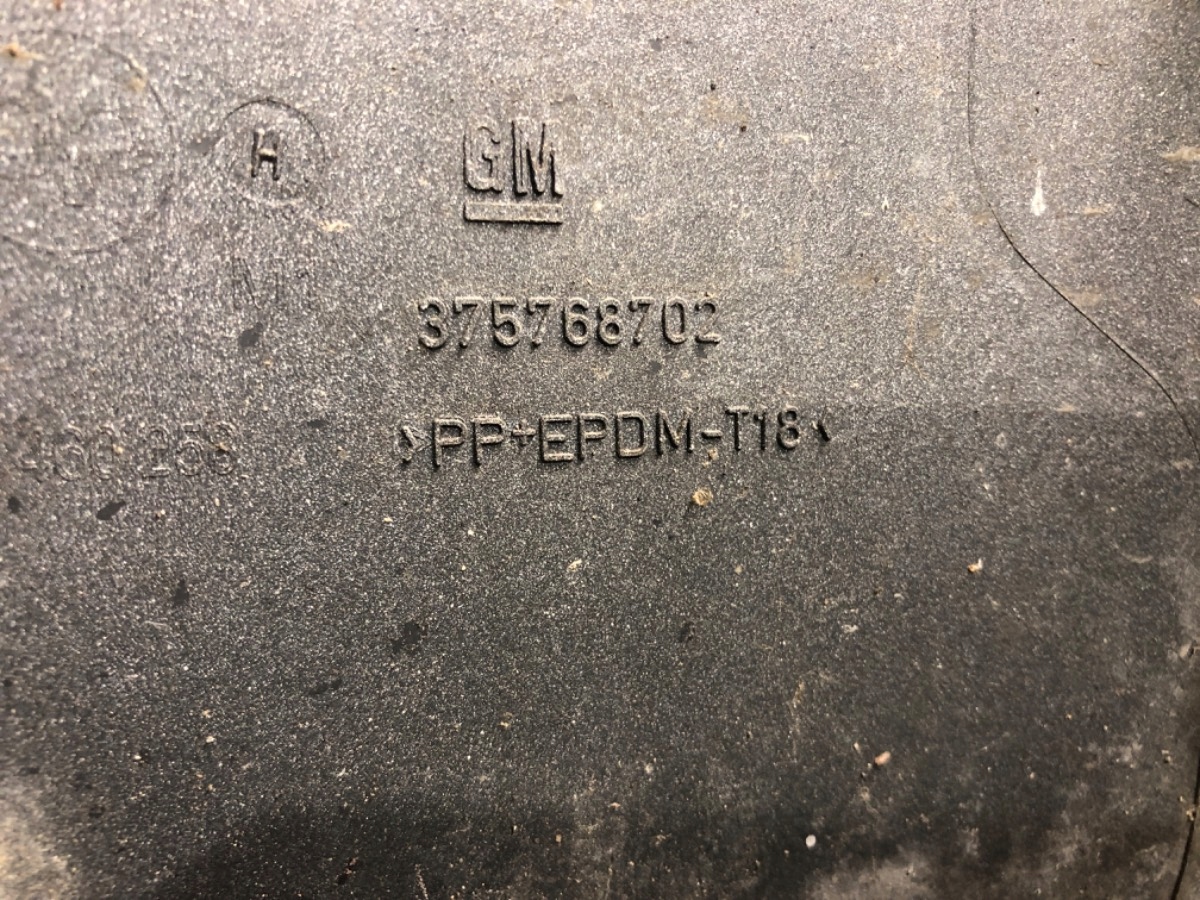 H
GM
375768702
>PP+EPDM-T18<